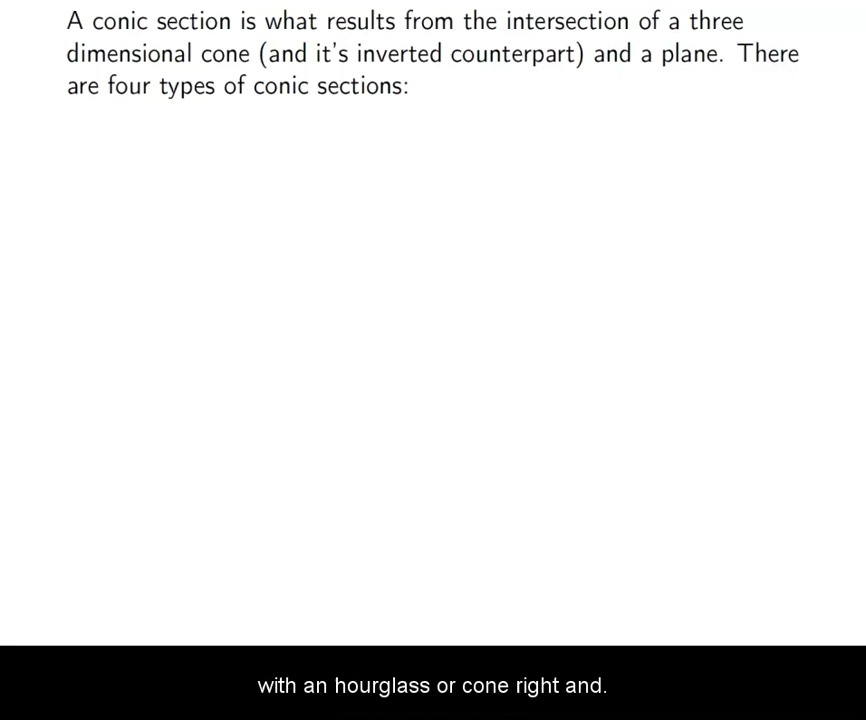 A conic section is what results from the intersection of a three
dimensional cone (and it's inverted counterpart) and a plane. There
are four types of conic sections:
with an hourglass or cone right and.